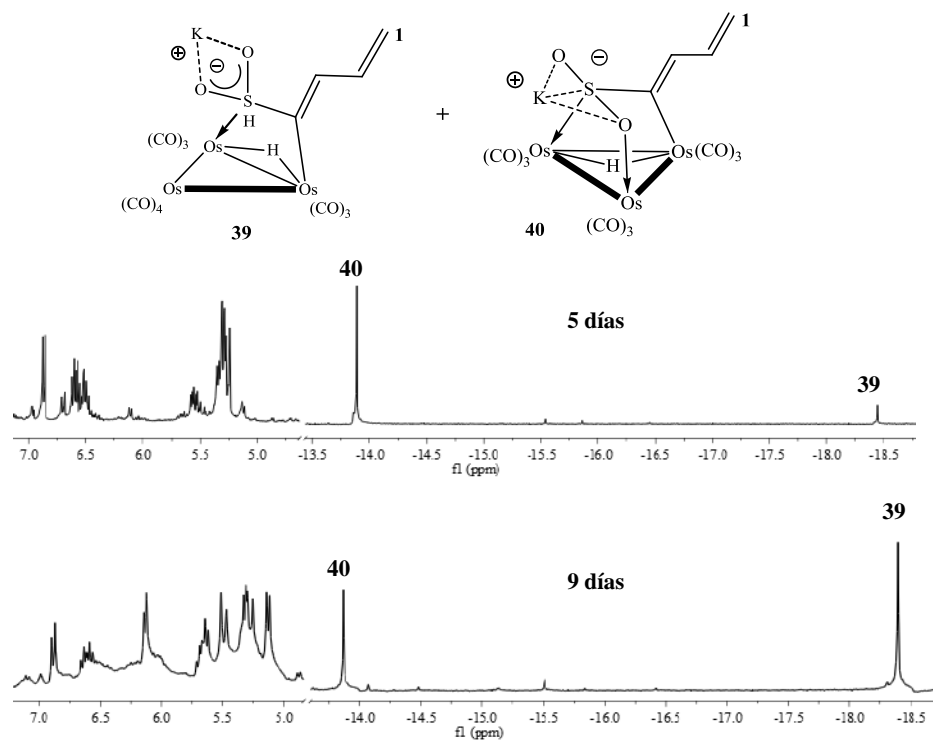 K
⊕
O
⊖
O
S
H
1
(CO)₃
Os
H
Os
Os
(CO)₄
(CO)₃
39
+
O
⊖
⊕
S
K
O
1
(CO)₃
Os
H
Os
(CO)₃
Os
(CO)₃
40
40
5 días
39
7.0 6.5 6.0 5.5 5.0 -13.5 -14.0 -14.5 -15.0 -15.5 -16.0 -16.5 -17.0 -17.5 -18.0 -18.5
f1 (ppm)
40
9 días
39
7.0 6.5 6.0 5.5 5.0 -14.0 -14.5 -15.0 -15.5 -16.0 -16.5 -17.0 -17.5 -18.0 -18.5
f1 (ppm)